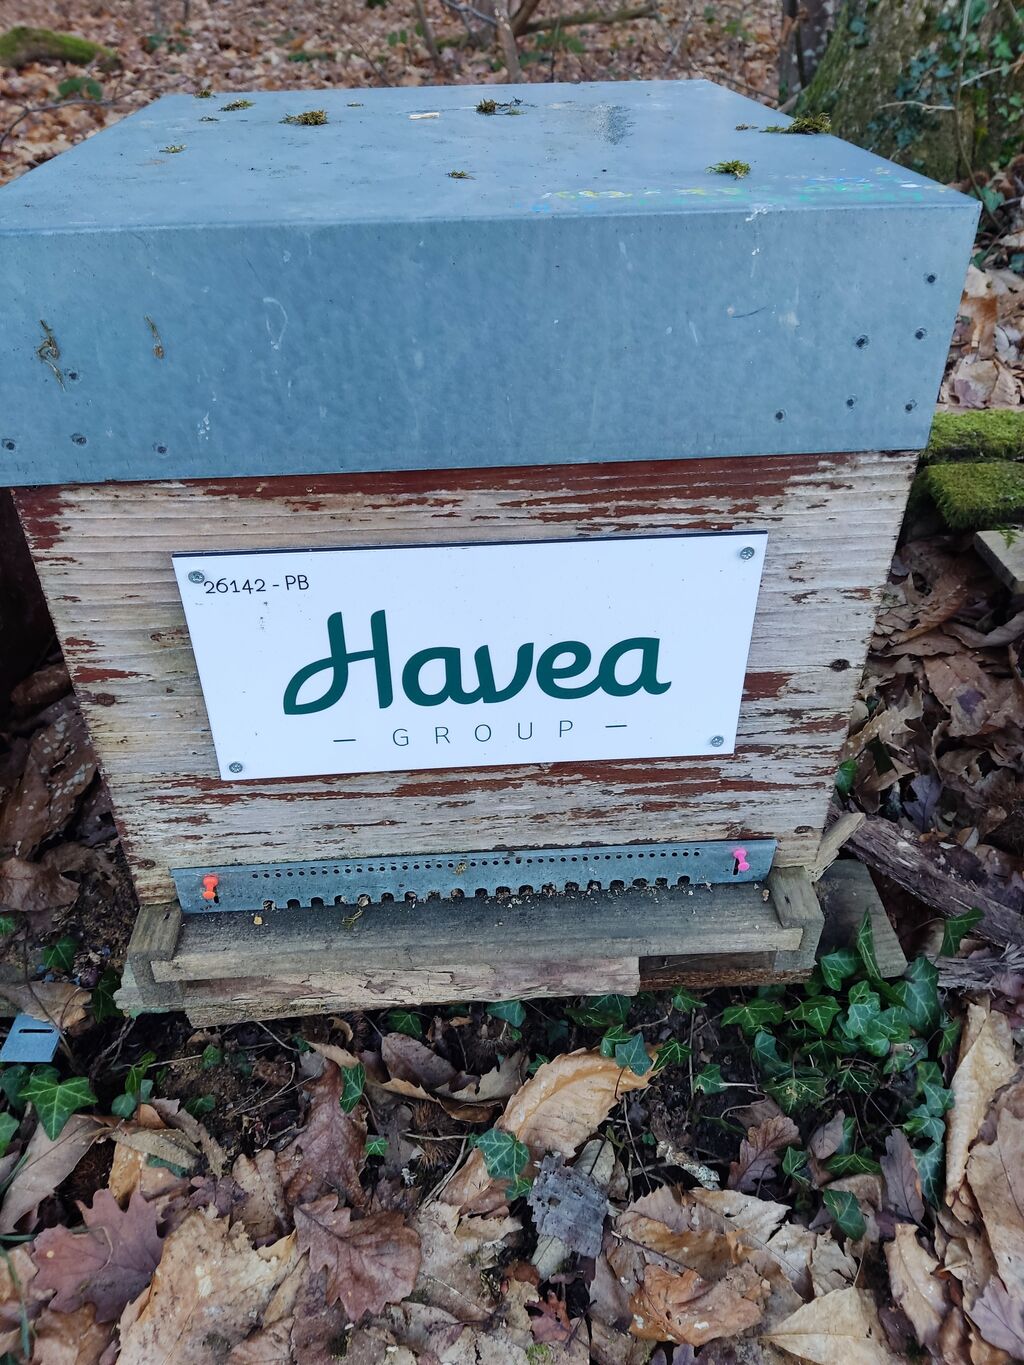 26142 - PB
Havea
- GROUP -